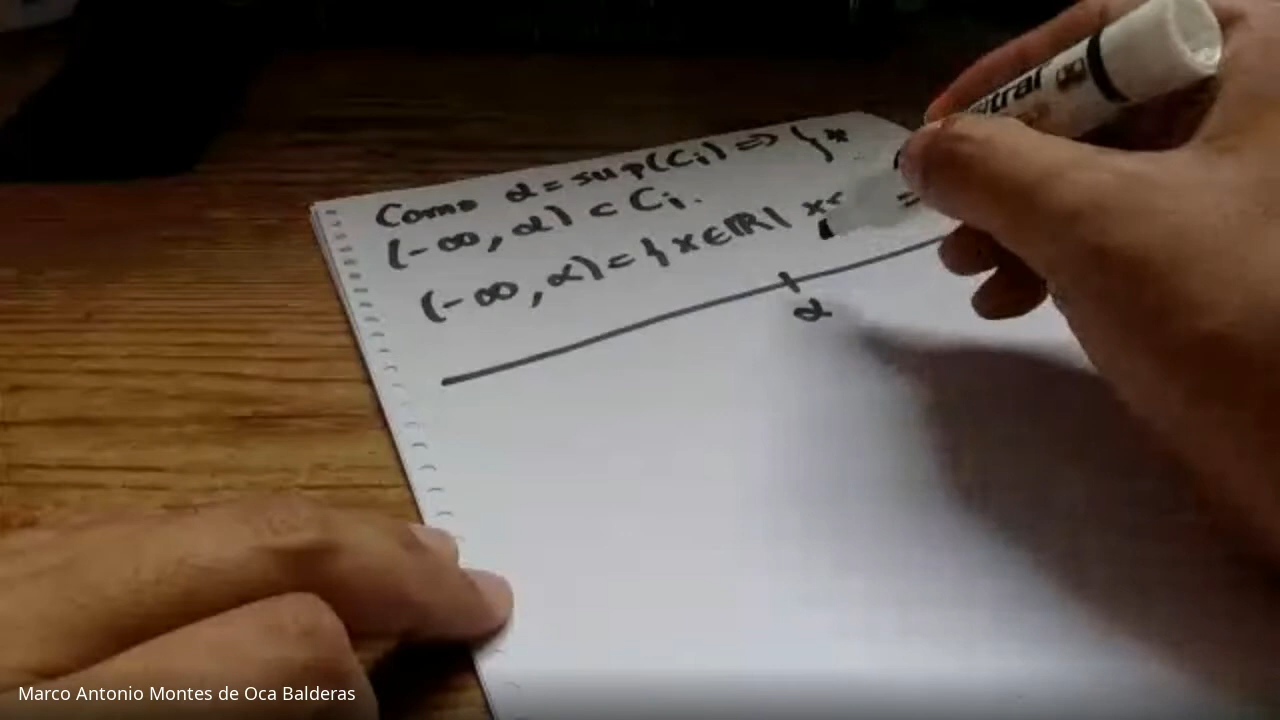 Como α = sup(Ci) => }*
(-∞, α) ⊂ Ci.
(-∞, α) = { x ∈ ℝ | x <
α
Marco Antonio Montes de Oca Balderas